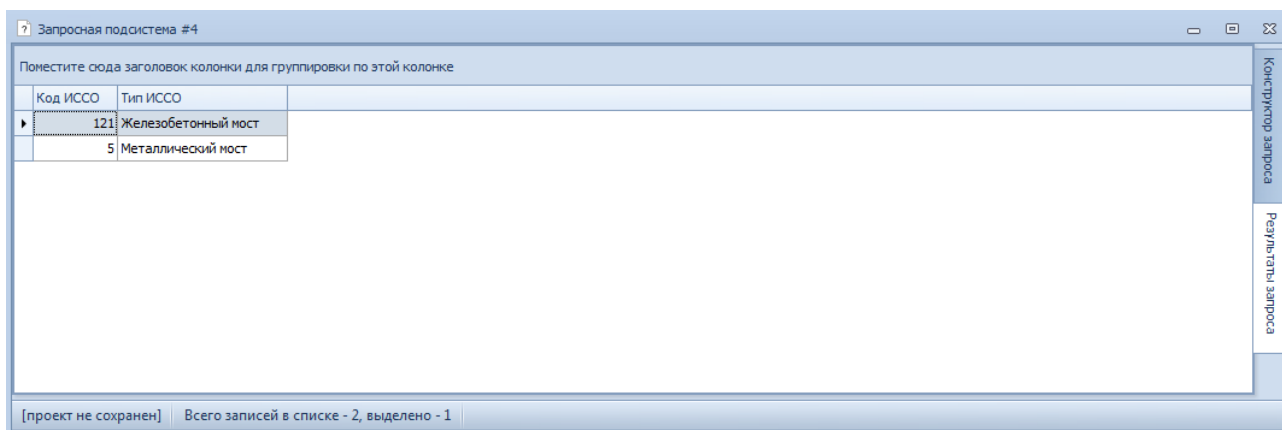 Запросная подсистема #4
Поместите сюда заголовок колонки для группировки по этой колонке
Код ИССО Тип ИССО
121 Железобетонный мост
5 Металлический мост
Конструктор запроса
Результаты запроса
[проект не сохранен] Всего записей в списке - 2, выделено - 1